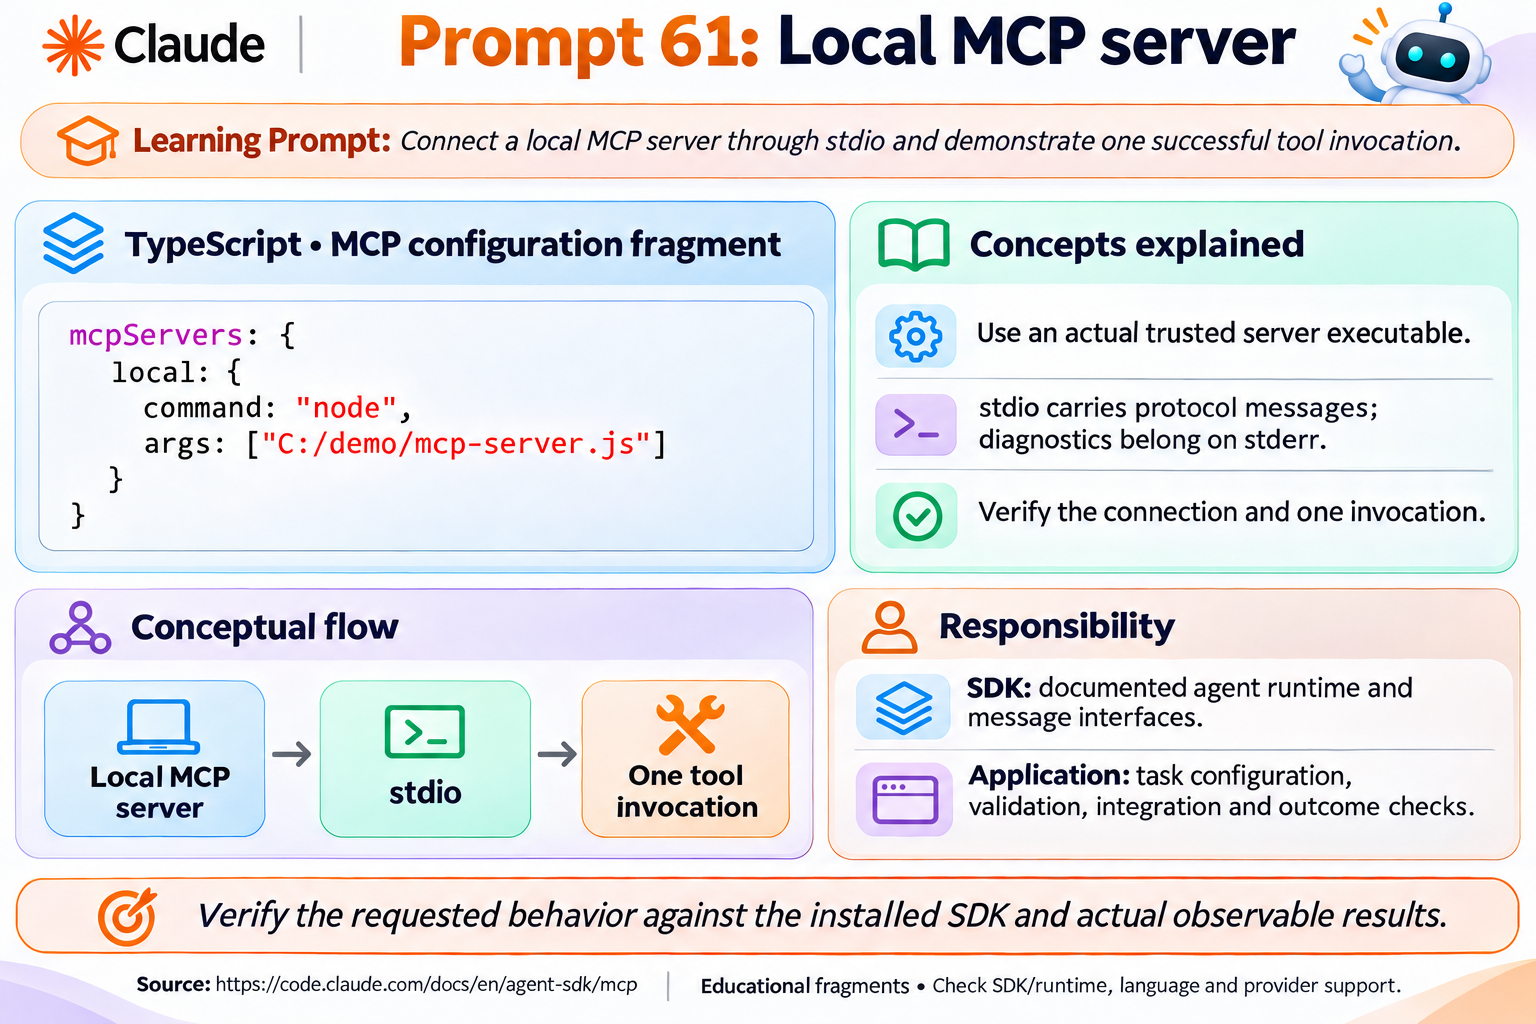 Claude
Prompt 61: Local MCP server
Learning Prompt: Connect a local MCP server through stdio and demonstrate one successful tool invocation.
TypeScript • MCP configuration fragment
mcpServers: {
local: {
command: "node",
args: ["C:/demo/mcp-server.js"]
}
}
Concepts explained
Use an actual trusted server executable.
stdio carries protocol messages;
diagnostics belong on stderr.
Verify the connection and one invocation.
Conceptual flow
Local MCP
server
stdio
One tool
invocation
Responsibility
SDK: documented agent runtime and
message interfaces.
Application: task configuration,
validation, integration and outcome checks.
Verify the requested behavior against the installed SDK and actual observable results.
Source: https://code.claude.com/docs/en/agent-sdk/mcp
Educational fragments • Check SDK/runtime, language and provider support.